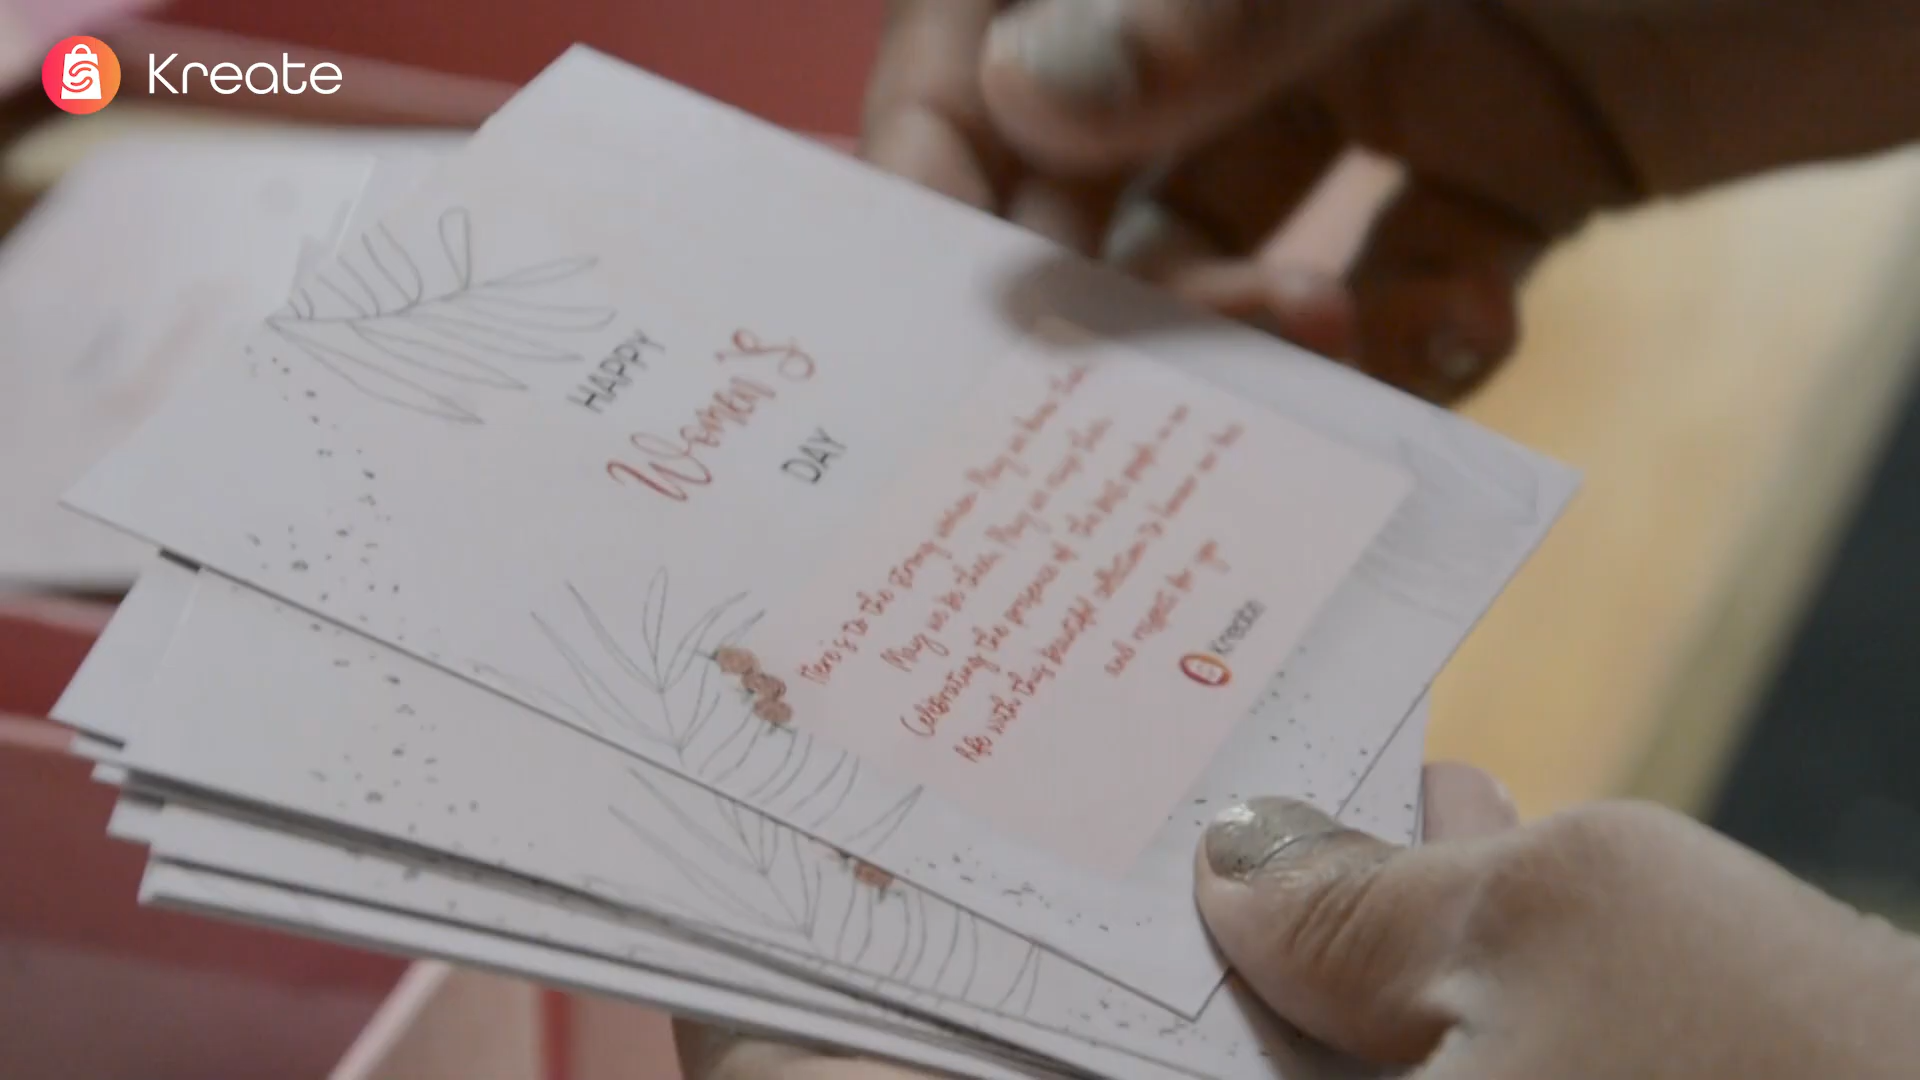 Kreate
HAPPY
Women's
DAY
Here's to the strong women. May we know them.
May we be them. May we raise them.
Celebrating the presence of the best people in our
life with this beautiful collection to honour our love
and respect for you
Kreate